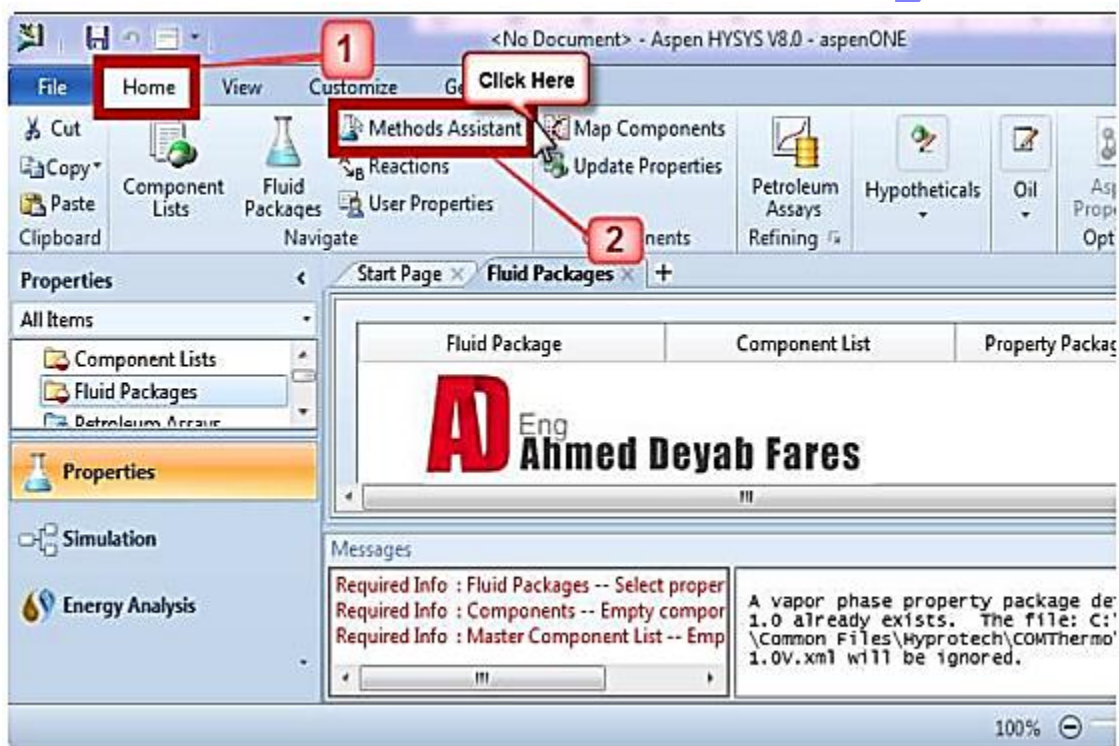 <No Document> - Aspen HYSYS V8.0 - aspenONE
1
File Home View Customize
Click Here
Cut
Copy
Paste
Clipboard
Component Lists
Fluid Packages
Methods Assistant
Reactions
User Properties
Navigate
Map Components
Update Properties
2
Petroleum Assays
Refining
Hypotheticals
Oil
Properties
All Items
Component Lists
Fluid Packages
Petroleum Assays
Properties
Simulation
Energy Analysis
Start Page Fluid Packages +
Fluid Package Component List Property
AD Eng
Ahmed Deyab Fares
Messages
Required Info : Fluid Packages -- Select
Required Info : Components -- Empty
Required Info : Master Component List --
A vapor phase property package
1.0 already exists. The file: C:
\Common Files\Hyprotech\COMThermo
1.0V.xml will be ignored.
100%